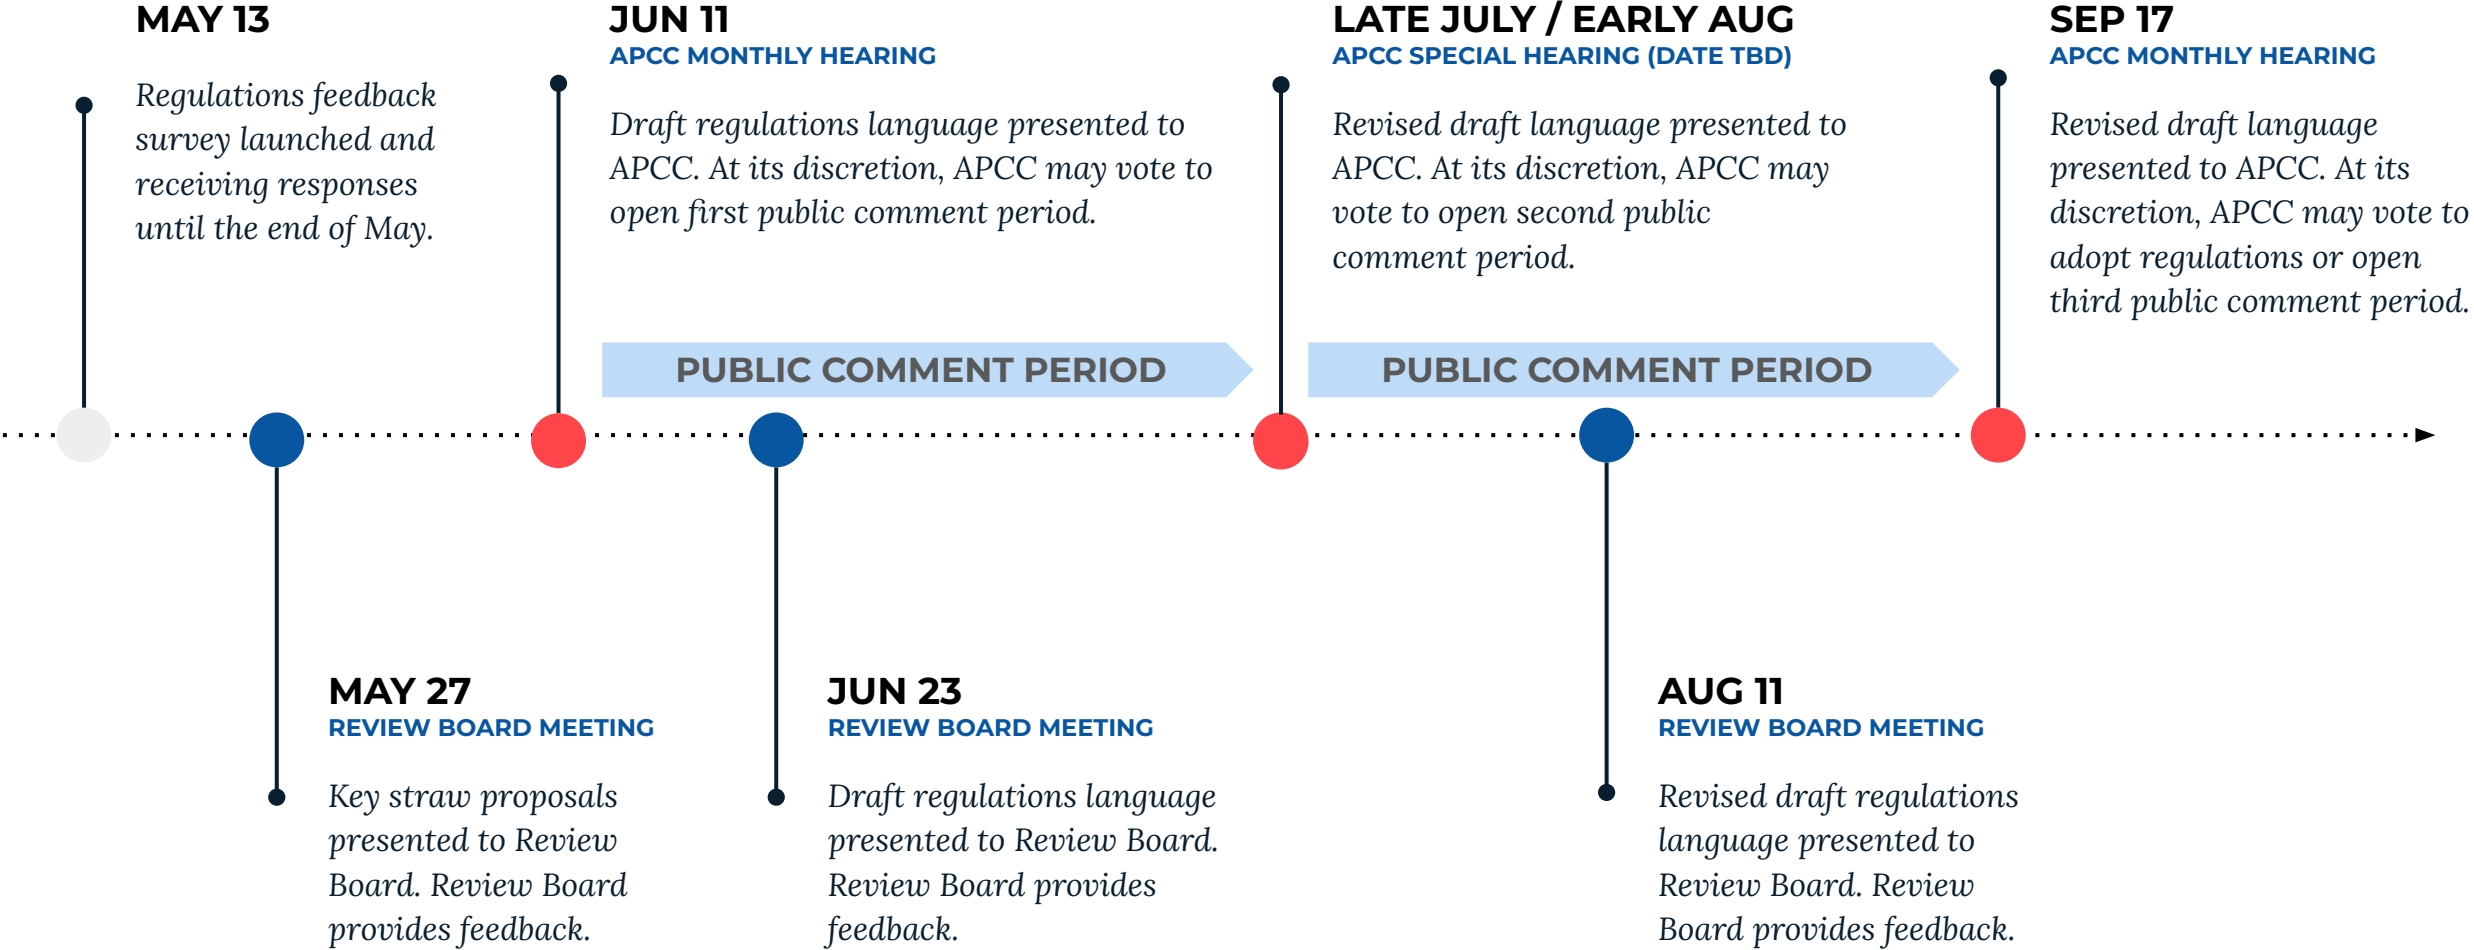 MAY 13
Regulations feedback
survey launched and
receiving responses
until the end of May.
JUN 11
APCC MONTHLY HEARING
Draft regulations language presented to
APCC. At its discretion, APCC may vote to
open first public comment period.
LATE JULY / EARLY AUG
APCC SPECIAL HEARING (DATE TBD)
Revised draft language presented to
APCC. At its discretion, APCC may
vote to open second public
comment period.
SEP 17
APCC MONTHLY HEARING
Revised draft language
presented to APCC. At its
discretion, APCC may vote to
adopt regulations or open
third public comment period.
PUBLIC COMMENT PERIOD
PUBLIC COMMENT PERIOD
MAY 27
REVIEW BOARD MEETING
Key straw proposals
presented to Review
Board. Review Board
provides feedback.
JUN 23
REVIEW BOARD MEETING
Draft regulations language
presented to Review Board.
Review Board provides
feedback.
AUG 11
REVIEW BOARD MEETING
Revised draft regulations
language presented to
Review Board. Review
Board provides feedback.